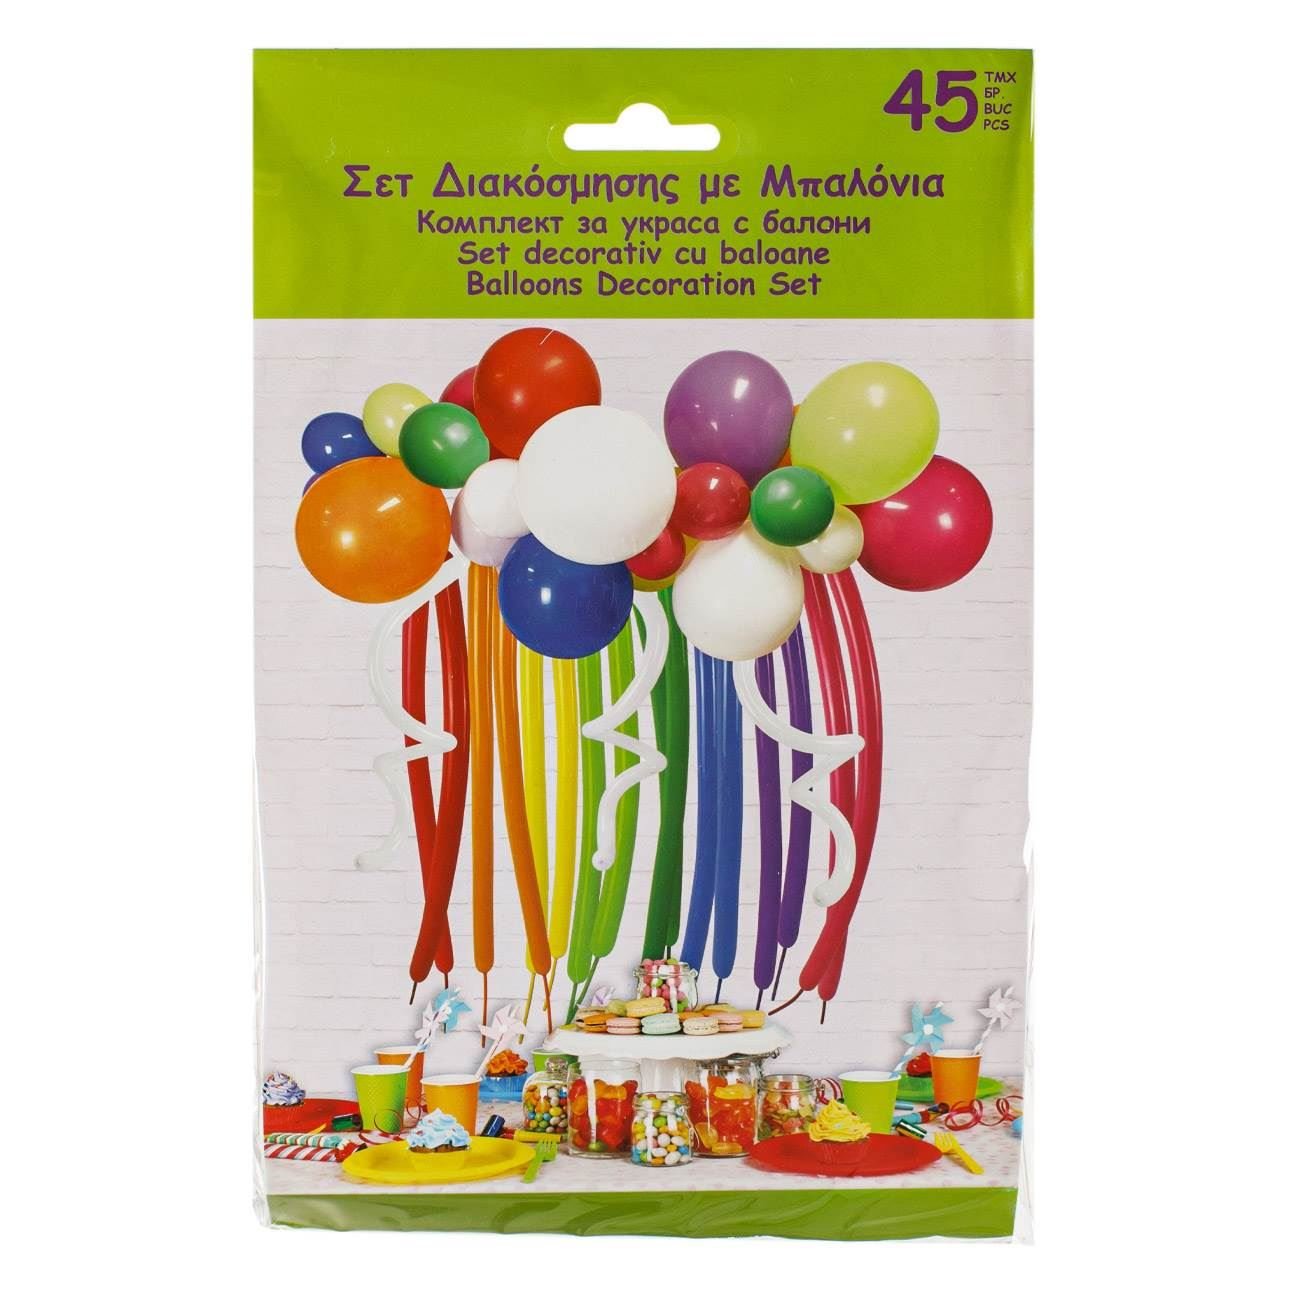 45 ΤΜΧ
БР.
BUC
PCS
Σετ Διακόσμησης με Μπαλόνια
Комплект за украса с балони
Set decorativ cu baloane
Balloons Decoration Set